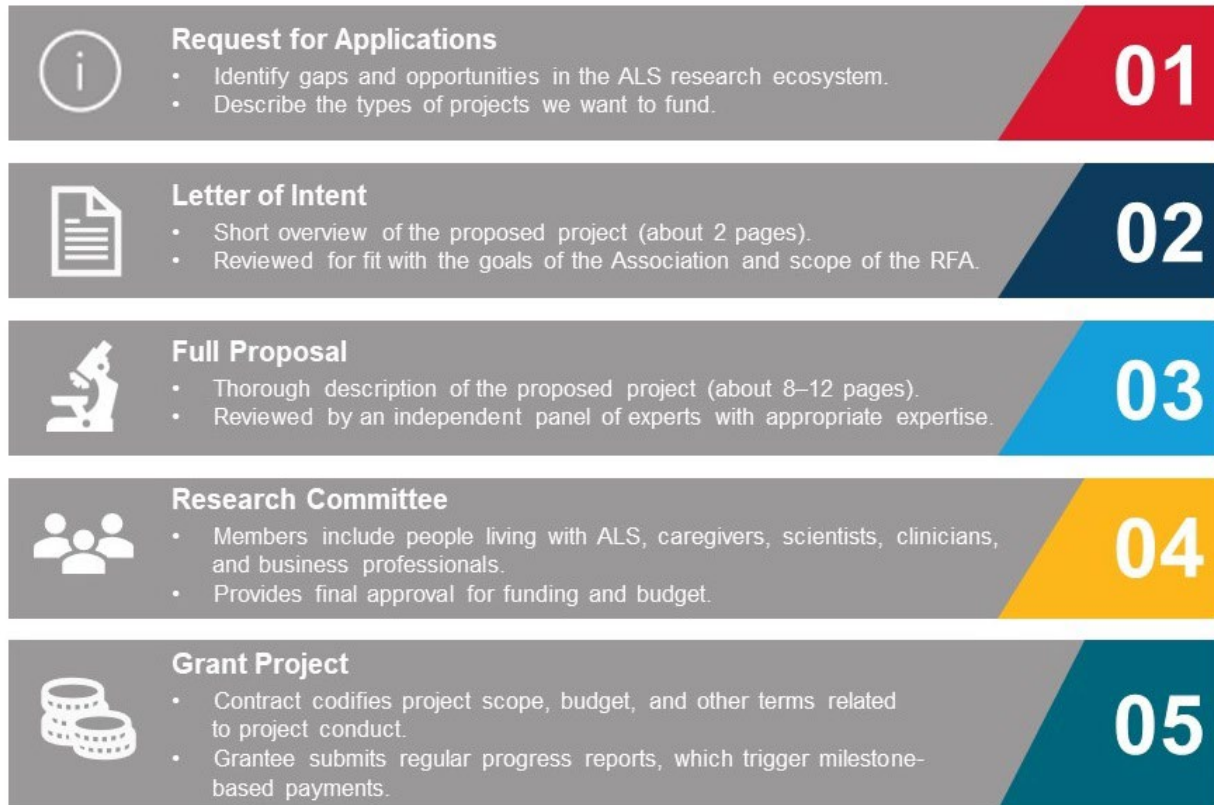 Request for Applications
• Identify gaps and opportunities in the ALS research ecosystem.
• Describe the types of projects we want to fund.
01
Letter of Intent
• Short overview of the proposed project (about 2 pages).
• Reviewed for fit with the goals of the Association and scope of the RFA.
02
Full Proposal
• Thorough description of the proposed project (about 8–12 pages).
• Reviewed by an independent panel of experts with appropriate expertise.
03
Research Committee
• Members include people living with ALS, caregivers, scientists, clinicians,
and business professionals.
• Provides final approval for funding and budget.
04
Grant Project
• Contract codifies project scope, budget, and other terms related
to project conduct.
• Grantee submits regular progress reports, which trigger milestone-
based payments.
05